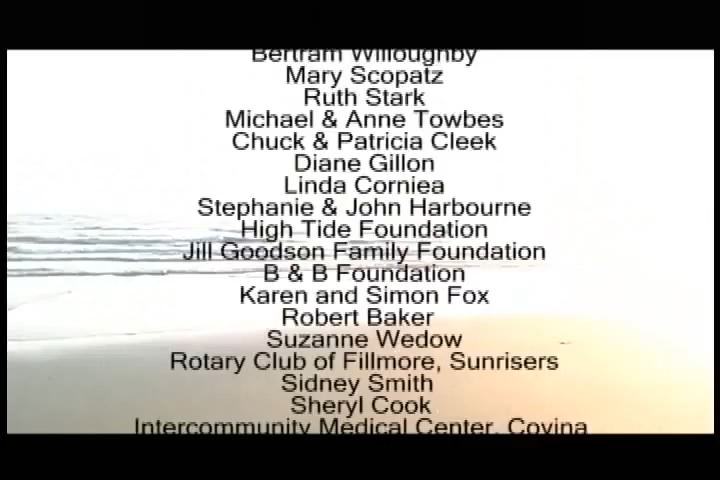 Bertram Willoughby
Mary Scopatz
Ruth Stark
Michael & Anne Towbes
Chuck & Patricia Cleek
Diane Gillon
Linda Corniea
Stephanie & John Harbourne
High Tide Foundation
Jill Goodson Family Foundation
B & B Foundation
Karen and Simon Fox
Robert Baker
Suzanne Wedow
Rotary Club of Fillmore, Sunrisers
Sidney Smith
Sheryl Cook
Intercommunity Medical Center, Covina